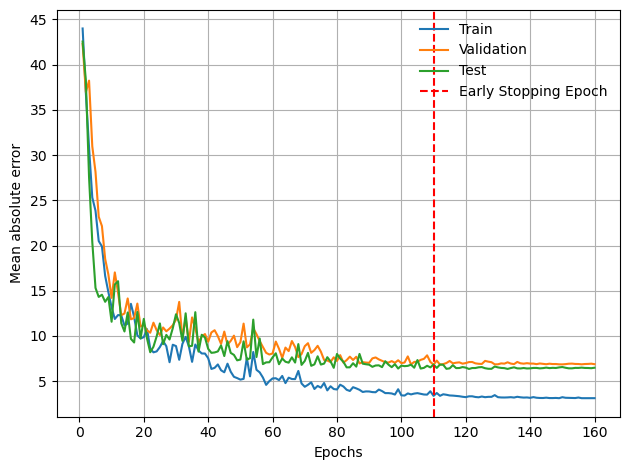 45
40
35
30
25
20
15
10
5
Mean absolute error
Train
Validation
Test
Early Stopping Epoch
0 20 40 60 80 100 120 140 160
Epochs